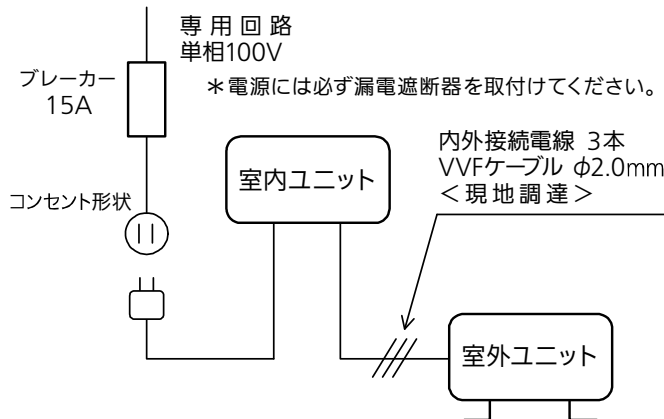 専用回路
単相100V
ブレーカー
15A
＊電源には必ず漏電遮断器を取付けてください。
内外接続電線 3本
VVFケーブル φ2.0mm
＜現地調達＞
室内ユニット
コンセント形状
室外ユニット